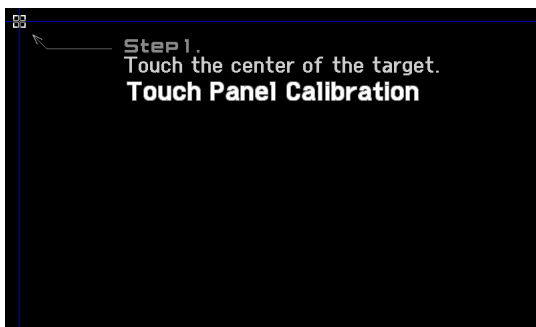 Step1.
Touch the center of the target.
Touch Panel Calibration